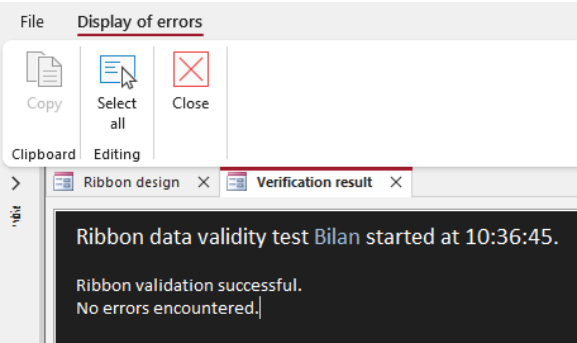 File Display of errors
Copy Select all Close
Clipboard Editing
Ribbon design Verification result
Ribbon data validity test Bilan started at 10:36:45.
Ribbon validation successful.
No errors encountered.